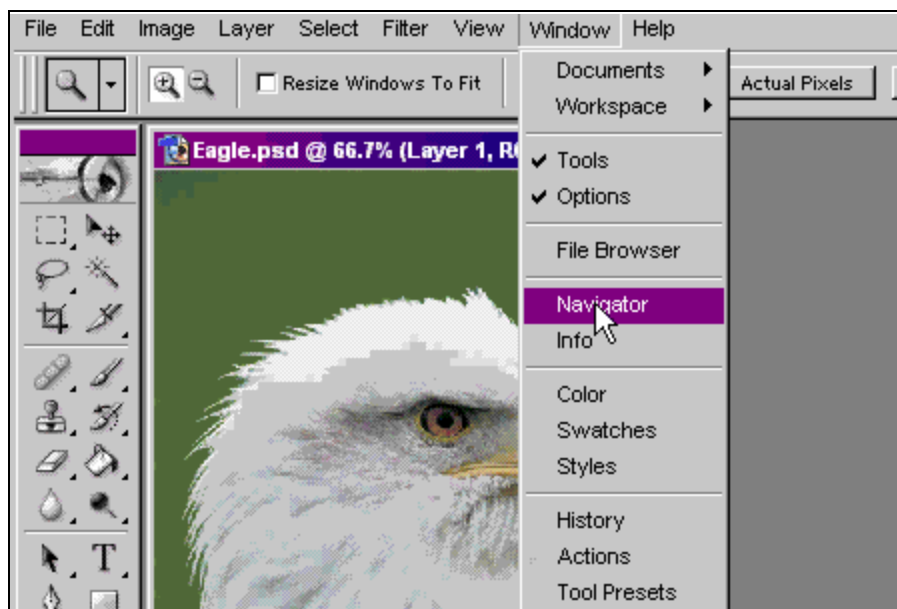 File Edit Image Layer Select Filter View Window Help
Resize Windows To Fit
Actual Pixels
Eagle.psd @ 66.7% (Layer 1,
Documents
Workspace
Tools
Options
File Browser
Navigator
Info
Color
Swatches
Styles
History
Actions
Tool Presets
T